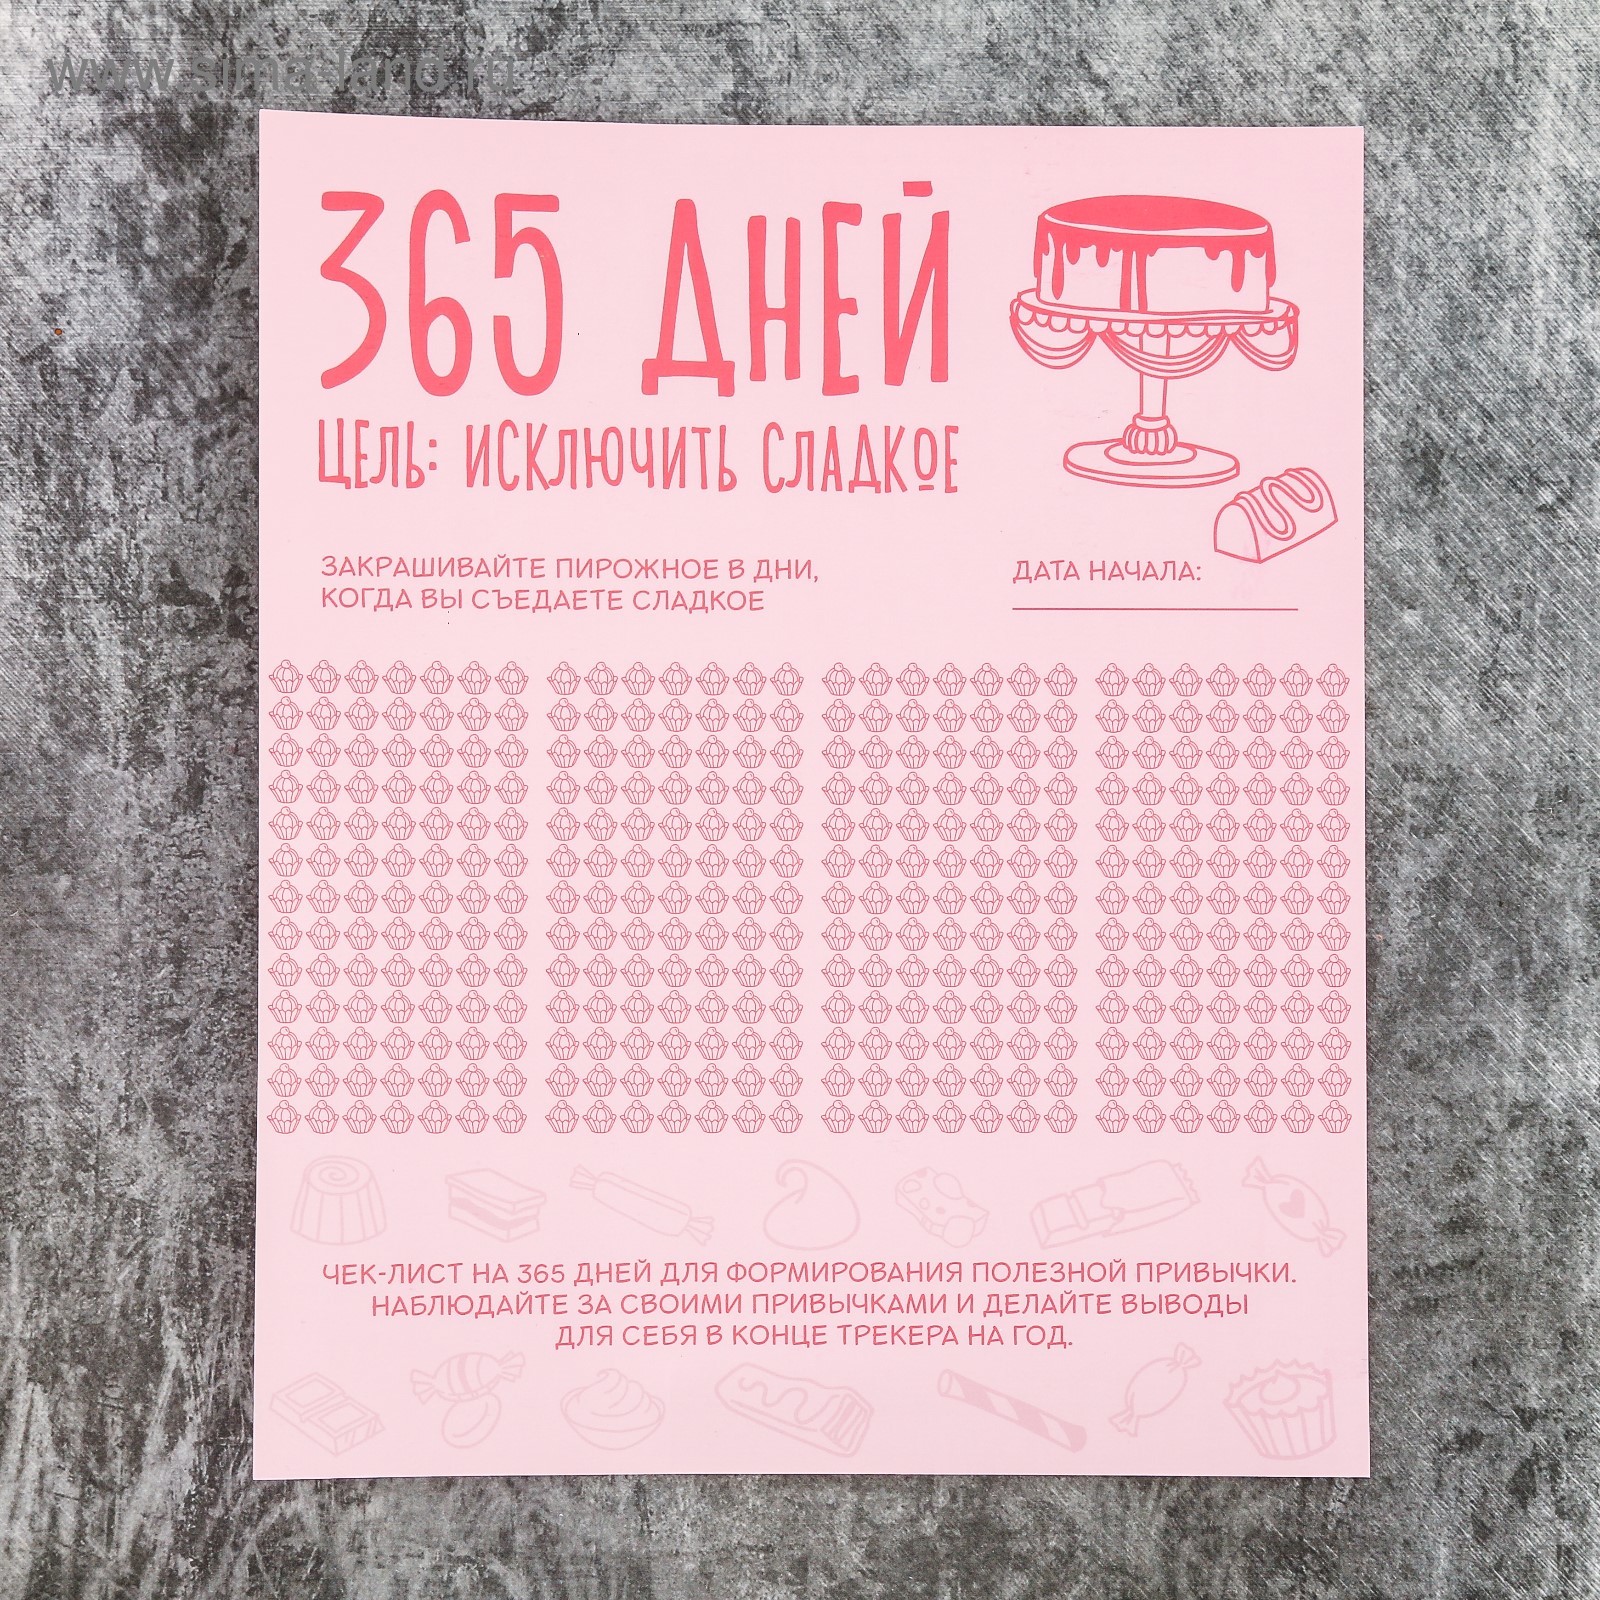 www.sima-land.ru
365 ДНЕЙ
ЦЕЛЬ: ИСКЛЮЧИТЬ СЛАДКОЕ
ЗАКРАШИВАЙТЕ ПИРОЖНОЕ В ДНИ,
КОГДА ВЫ СЪЕДАЕТЕ СЛАДКОЕ
ДАТА НАЧАЛА:
ЧЕК-ЛИСТ НА 365 ДНЕЙ ДЛЯ ФОРМИРОВАНИЯ ПОЛЕЗНОЙ ПРИВЫЧКИ.
НАБЛЮДАЙТЕ ЗА СВОИМИ ПРИВЫЧКАМИ И ДЕЛАЙТЕ ВЫВОДЫ
ДЛЯ СЕБЯ В КОНЦЕ ТРЕКЕРА НА ГОД.